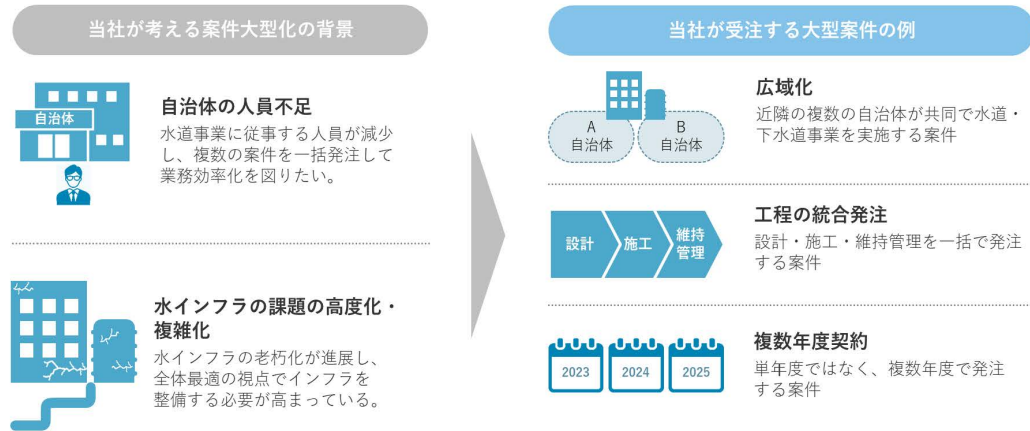 当社が考える案件大型化の背景
自治体
自治体の人員不足
水道事業に従事する人員が減少
し、複数の案件を一括発注して
業務効率化を図りたい。
水インフラの課題の高度化・
複雑化
水インフラの老朽化が進展し、
全体最適の視点でインフラを
整備する必要が高まっている。
当社が受注する大型案件の例
A
自治体
B
自治体
広域化
近隣の複数の自治体が共同で水道・
下水道事業を実施する案件
設計
施工
維持
管理
工程の統合発注
設計・施工・維持管理を一括で発注
する案件
2023
2024
2025
複数年度契約
単年度ではなく、複数年度で発注
する案件